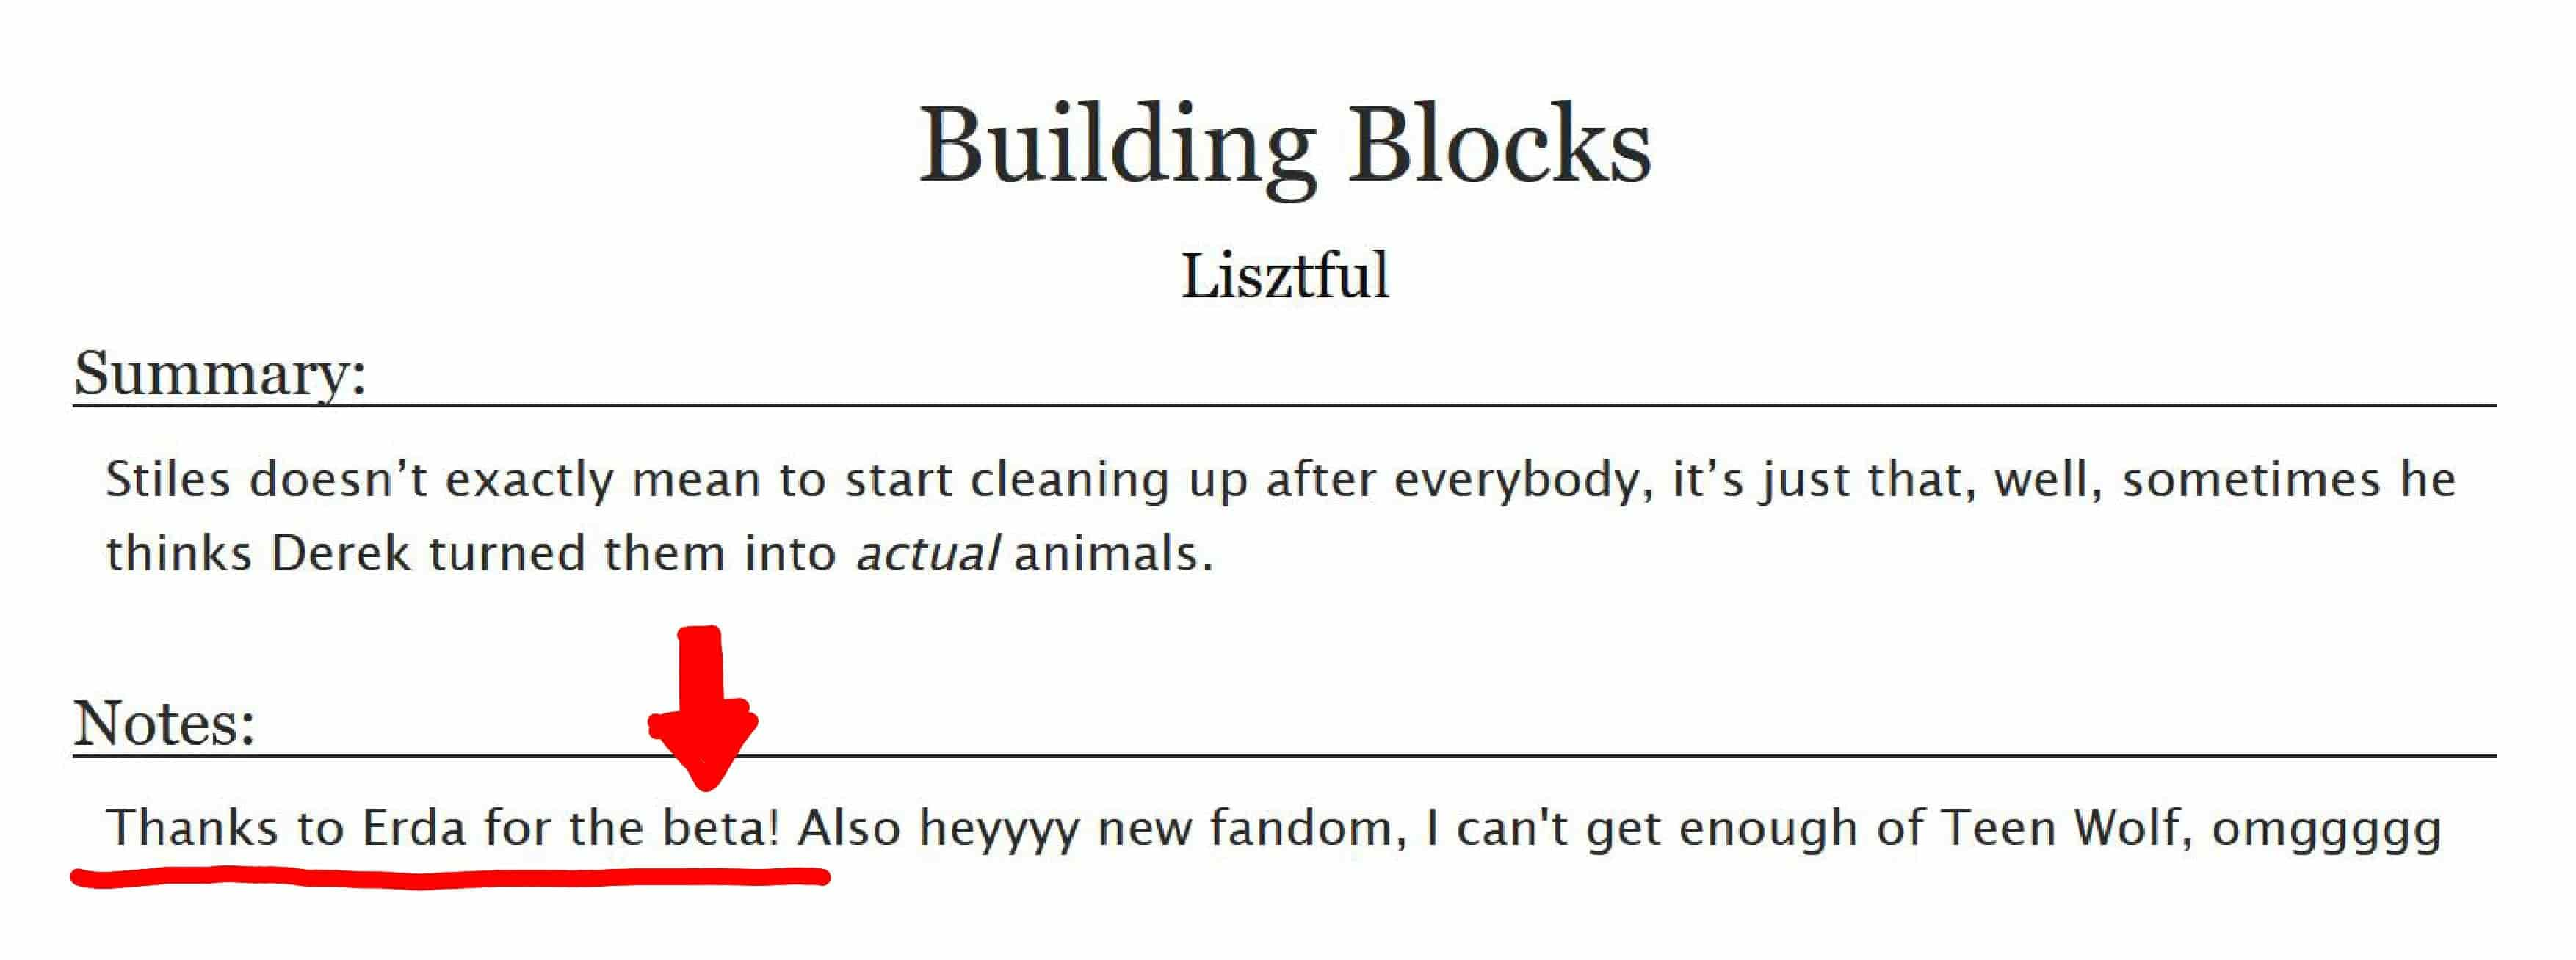 Building Blocks
Lisztful
Summary:
Stiles doesn’t exactly mean to start cleaning up after everybody, it’s just that, well, sometimes he
thinks Derek turned them into actual animals.
Notes:
Thanks to Erda for the beta! Also heyyyy new fandom, I can't get enough of Teen Wolf, omggggg